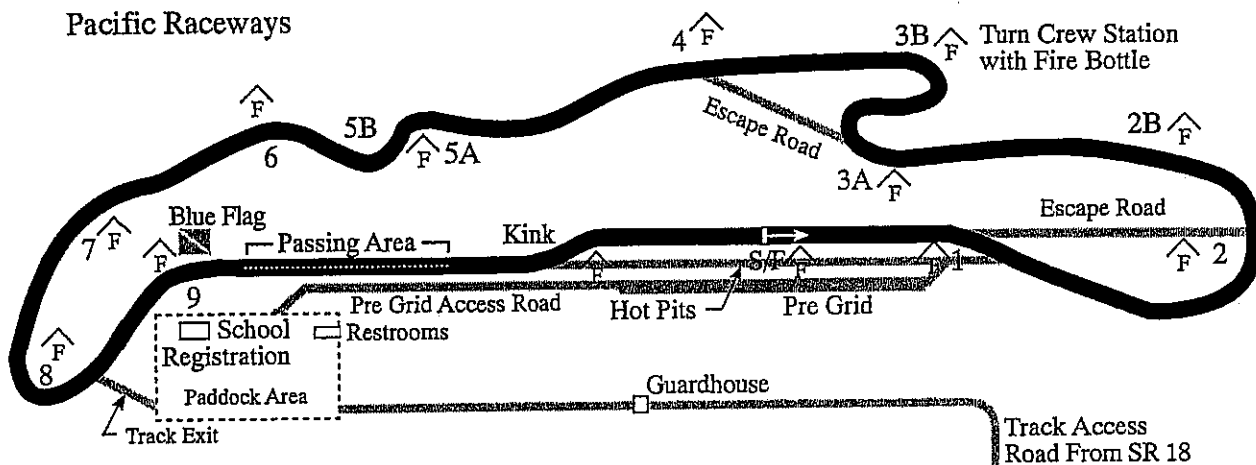 Pacific Raceways
4
F
3B
F
Turn Crew Station
with Fire Bottle
F
6
5B
F
5A
Escape Road
3A
F
2B
F
7
F
Blue Flag
F
9
Passing Area
Kink
F
S/F
F
F
1
Escape Road
F
2
Pre Grid Access Road
Hot Pits
Pre Grid
School
Registration
Restrooms
F
8
Paddock Area
Guardhouse
Track Exit
Track Access
Road From SR 18